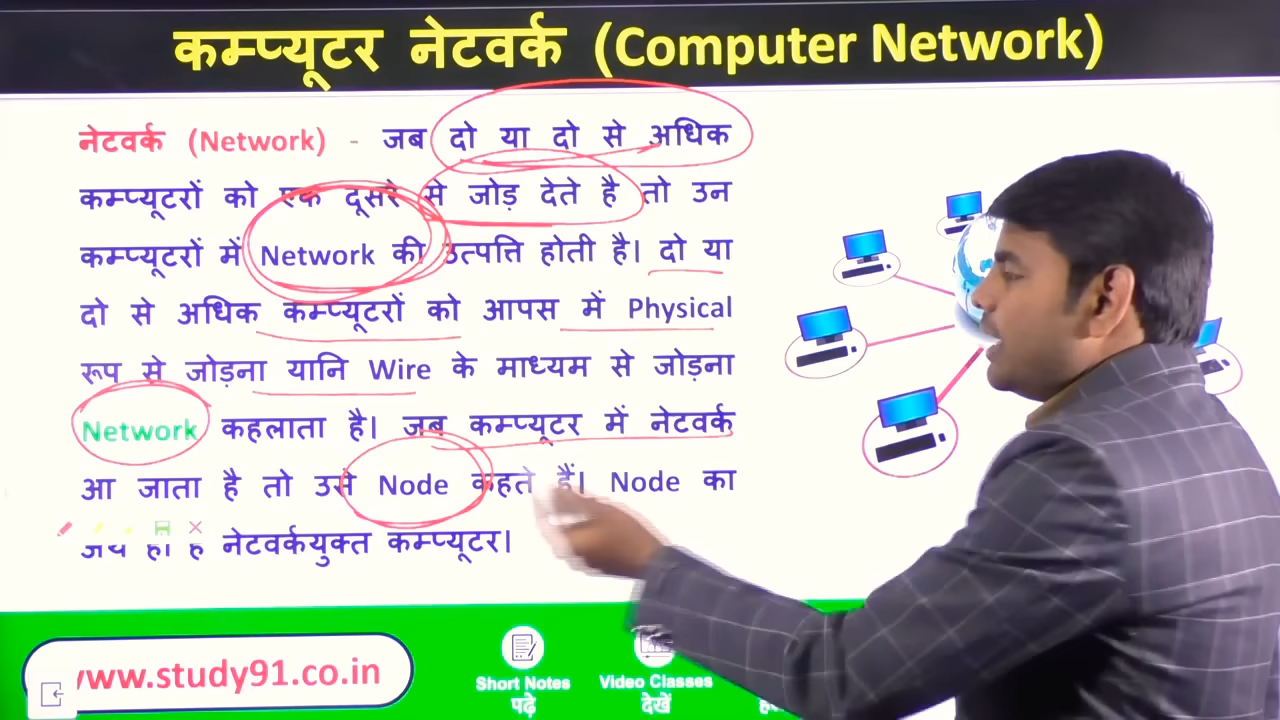 कम्प्यूटर नेटवर्क (Computer Network)
नेटवर्क (Network) - जब दो या दो से अधिक
कम्प्यूटरों को एक दूसरे से जोड़ देते है तो उन
कम्प्यूटरों में Network की उत्पत्ति होती है। दो या
दो से अधिक कम्प्यूटरों को आपस में Physical
रूप से जोड़ना यानि Wire के माध्यम से जोड़ना
Network कहलाता है। जब कम्प्यूटर में नेटवर्क
आ जाता है तो उसे Node कहते हैं। Node का
नेटवर्कयुक्त कम्प्यूटर।
www.study91.co.in
Short Notes
पढ़े
Video Classes
देखें